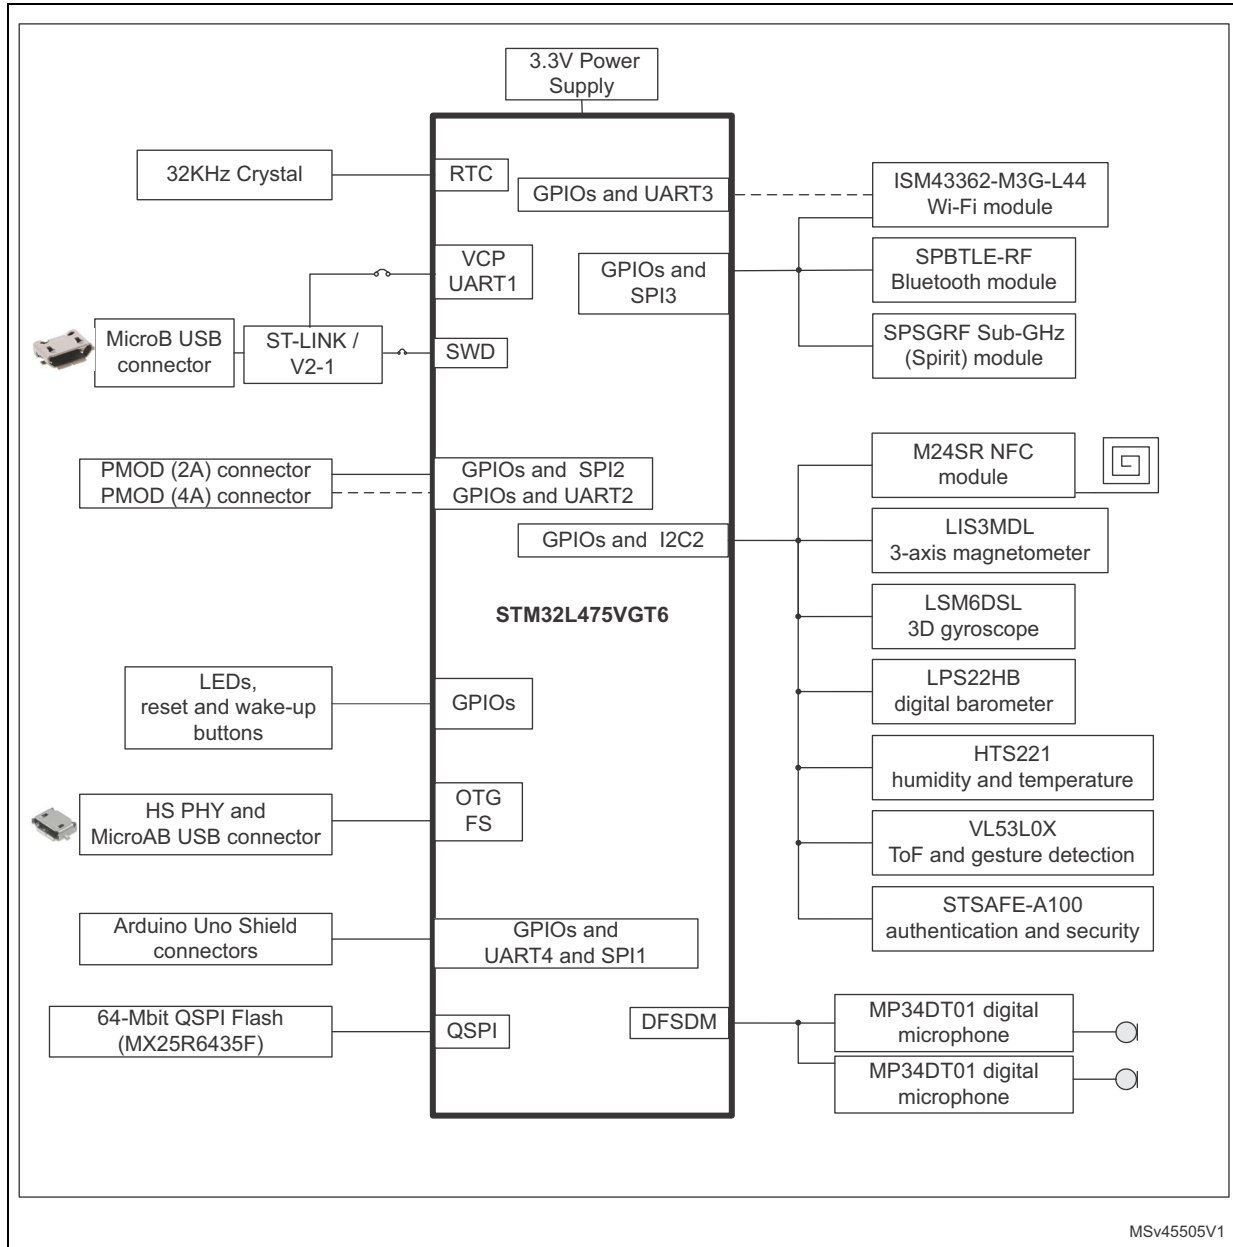 3.3V Power
Supply
32KHz Crystal
RTC
GPIOs and UART3
ISM43362-M3G-L44
Wi-Fi module
VCP
UART1
GPIOs and
SPI3
SPBTLE-RF
Bluetooth module
MicroB USB
connector
ST-LINK /
V2-1
SWD
SPSGRF Sub-GHz
(Spirit) module
PMOD (2A) connector
PMOD (4A) connector
GPIOs and SPI2
GPIOs and UART2
M24SR NFC
module
GPIOs and I2C2
LIS3MDL
3-axis magnetometer
STM32L475VGT6
LSM6DSL
3D gyroscope
LEDs,
reset and wake-up
buttons
GPIOs
LPS22HB
digital barometer
HTS221
humidity and temperature
HS PHY and
MicroAB USB connector
OTG
FS
VL53L0X
ToF and gesture detection
Arduino Uno Shield
connectors
GPIOs and
UART4 and SPI1
STSAFE-A100
authentication and security
64-Mbit QSPI Flash
(MX25R6435F)
QSPI
DFSDM
MP34DT01 digital
microphone
MP34DT01 digital
microphone
MSv45505V1